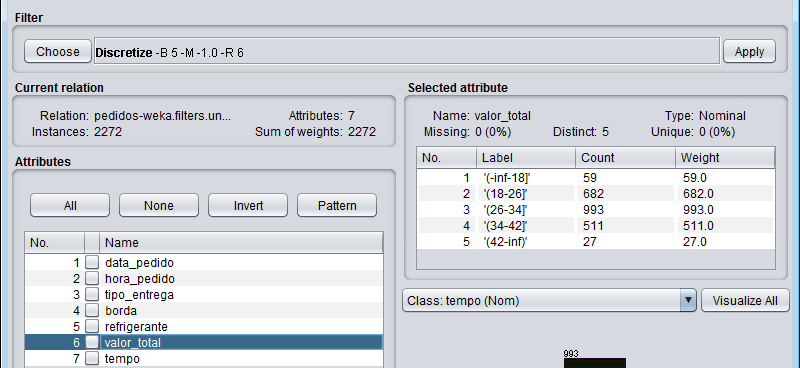 Filter
Choose Discretize -B 5 -M -1.0 -R 6 Apply
Current relation
Relation: pedidos-weka.filters.un... Attributes: 7
Instances: 2272 Sum of weights: 2272
Attributes
All None Invert Pattern
No. Name
1 data_pedido
2 hora_pedido
3 tipo_entrega
4 borda
5 refrigerante
6 valor_total
7 tempo
Selected attribute
Name: valor_total Type: Nominal
Missing: 0 (0%) Distinct: 5 Unique: 0 (0%)
No. Label Count Weight
1 '(-inf-18]' 59 59.0
2 '(18-26]' 682 682.0
3 '(26-34]' 993 993.0
4 '(34-42]' 511 511.0
5 '(42-inf)' 27 27.0
Class: tempo (Nom) Visualize All
993